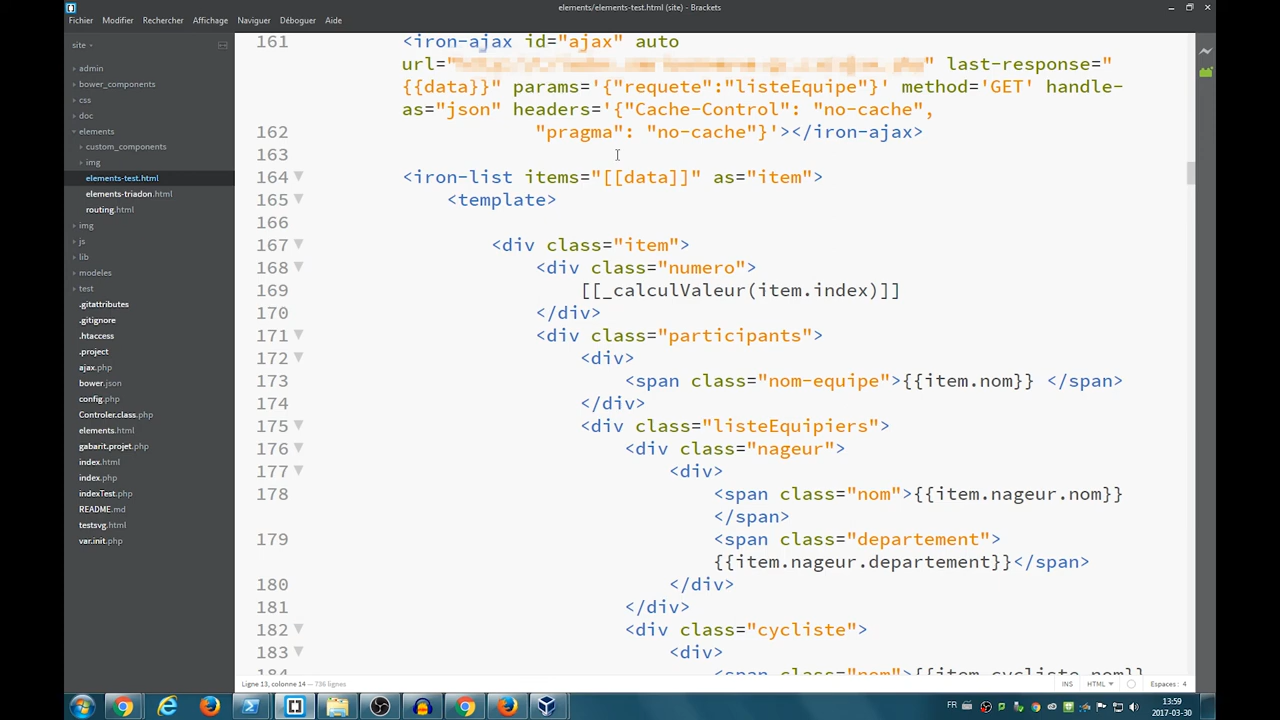 elements/elements-test.html (site) - Brackets
Fichier Modifier Rechercher Affichage Naviguer Déboguer Aide
site
admin
bower_components
css
doc
elements
custom_components
img
elements-test.html
elements-triadon.html
routing.html
img
js
lib
modeles
test
.gitattributes
.gitignore
.htaccess
.project
ajax.php
bower.json
config.php
Controler.class.php
elements.html
gabarit.projet.php
index.html
index.php
indexTest.php
README.md
testsvg.html
var.init.php
161 <iron-ajax id="ajax" auto
url=" " last-response="
{{data}}" params='{"requete":"listeEquipe"}' method='GET' handle-
as="json" headers='{"Cache-Control": "no-cache",
162 "pragma": "no-cache"}'></iron-ajax>
163
164 <iron-list items="[[data]]" as="item">
165 <template>
166
167 <div class="item">
168 <div class="numero">
169 [[_calculValeur(item.index)]]
170 </div>
171 <div class="participants">
172 <div>
173 <span class="nom-equipe">{{item.nom}} </span>
174 </div>
175 <div class="listeEquipiers">
176 <div class="nageur">
177 <div>
178 <span class="nom">{{item.nageur.nom}}
</span>
179 <span class="departement">
{{item.nageur.departement}}</span>
180 </div>
181 </div>
182 <div class="cycliste">
183 <div>
184 <span class="nom">{{item.cycliste.nom}}
Ligne 13, colonne 14 — 736 lignes
INS HTML Espaces : 4
FR 13:59
2017-03-30